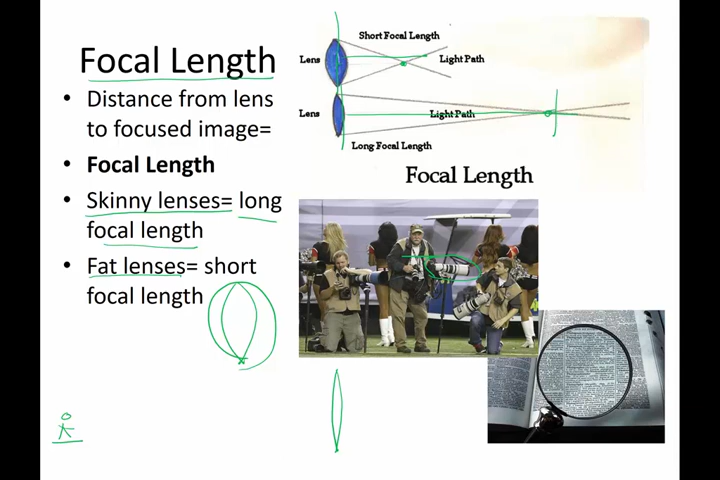 Focal Length
• Distance from lens
to focused image=
• Focal Length
• Skinny lenses= long
focal length
• Fat lenses= short
focal length
Short Focal Length
Lens
Light Path
Lens
Light Path
Long Focal Length
Focal Length